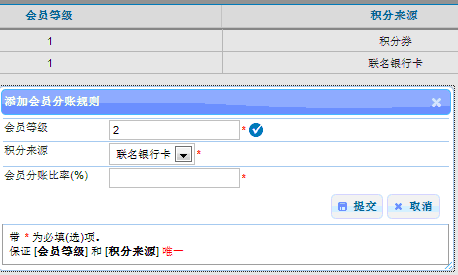 会员等级 积分来源
1 积分券
1 联名银行卡
添加会员分账规则
会员等级 2 *
积分来源 联名银行卡 *
会员分账比率(%) *
提交 取消
带 * 为必填(选)项。
保证 [会员等级] 和 [积分来源] 唯一